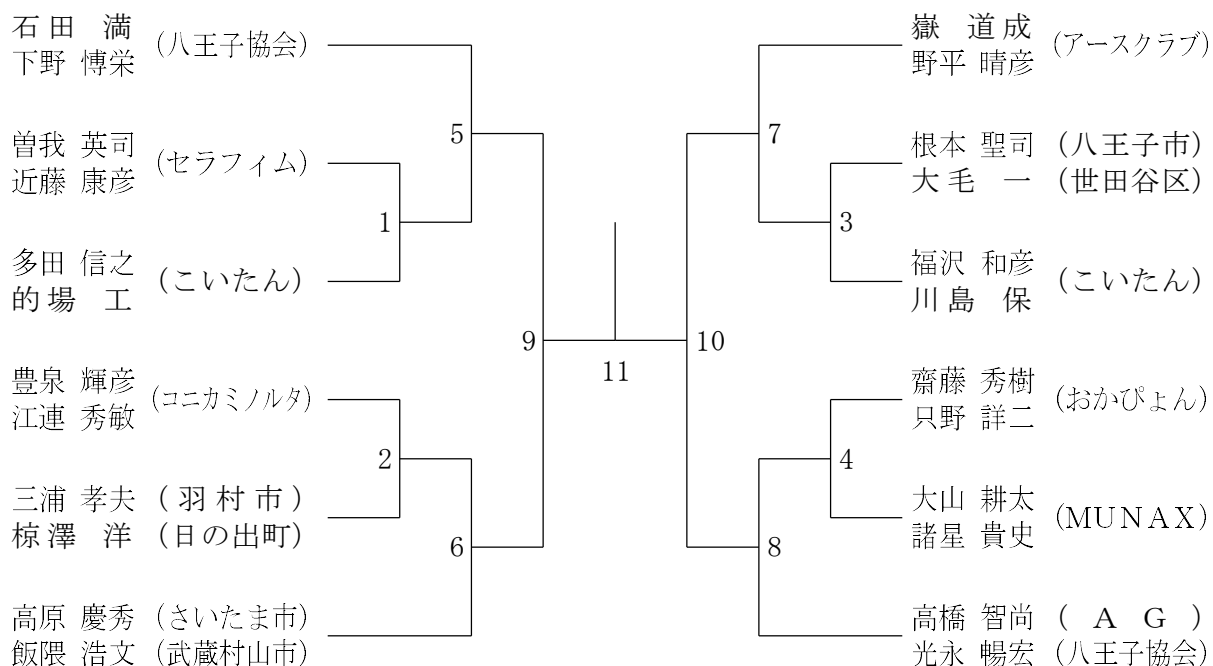 石田 満 (八王子協会)
下野 博栄
曽我 英司 (セラフィム)
近藤 康彦
多田 信之 (こいたん)
的場 工
豊泉 輝彦 (コニカミノルタ)
江連 秀敏
三浦 孝夫 (羽村市)
椋澤 洋 (日の出町)
高原 慶秀 (さいたま市)
飯隈 浩文 (武蔵村山市)
5
1
9
2
6
11
7
3
10
4
8
嶽 道成 (アースクラブ)
野平 晴彦
根本 聖司 (八王子市)
大毛 一 (世田谷区)
福沢 和彦 (こいたん)
川島 保
齋藤 秀樹 (おかぴょん)
只野 詳二
大山 耕太 (MUNAX)
諸星 貴史
高橋 智尚 (AG)
光永 暢宏 (八王子協会)